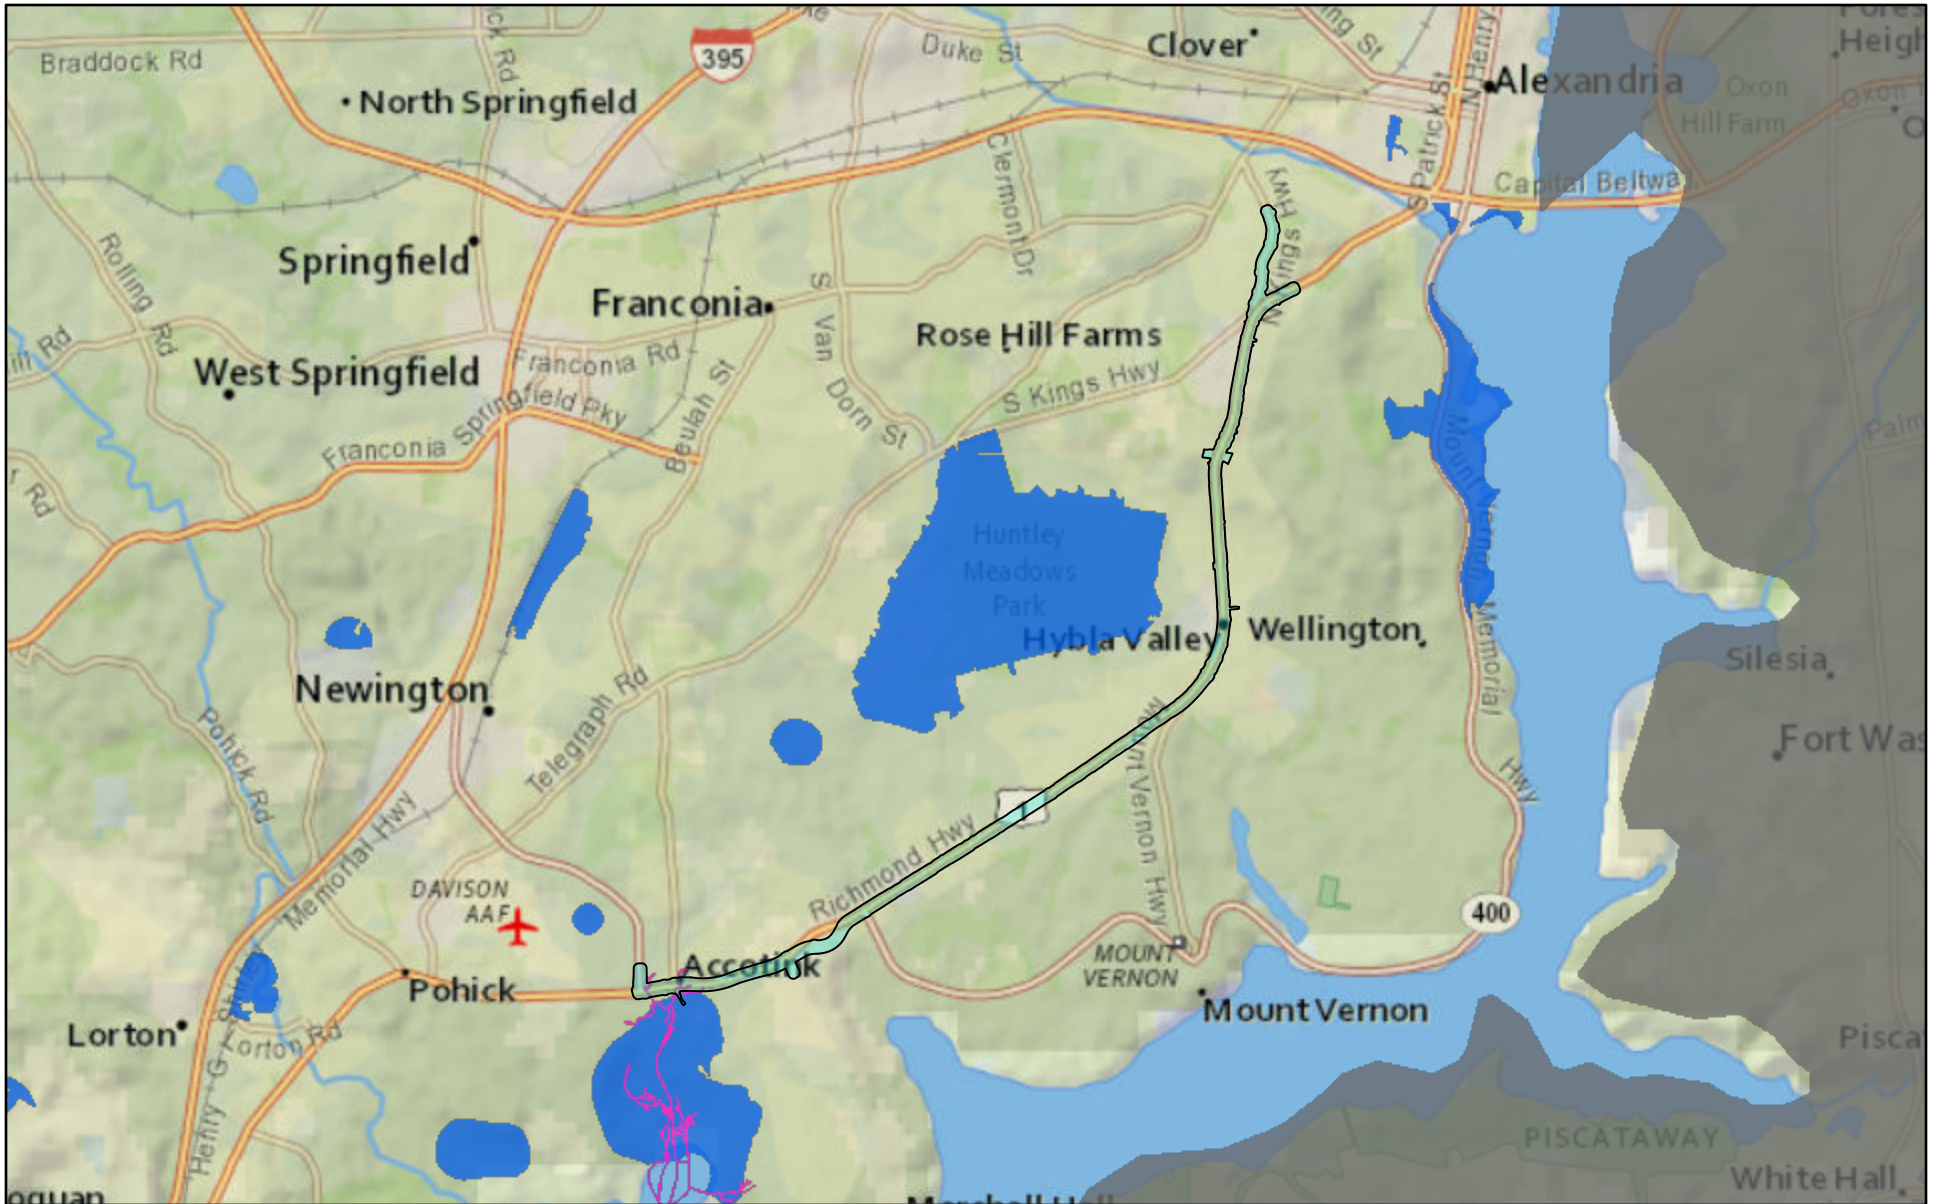 Braddock Rd
395
Duke St
Clover
Alexandria
N Henry
S Patrick St
Oxon
Hill Farm
North Springfield
Clermont Dr
Capital Beltway
N Kings Hwy
Springfield
Rolling Rd
Franconia
S Van Dorn St
Rose Hill Farms
Franconia Rd
West Springfield
Franconia Springfield Pky
Beulah St
S Kings Hwy
Mount Vernon Memorial Hwy
Huntley
Meadows
Park
Hybla Valley
Wellington
Silesia
Newington
Telegraph Rd
Pohick Rd
Memorial Hwy
Mount Vernon Hwy
1
Richmond Hwy
DAVISON
AAF
400
MOUNT
VERNON
Accotink
Pohick
Mount Vernon
Lorton
Lorton Rd
PISCATAWAY
White Hall